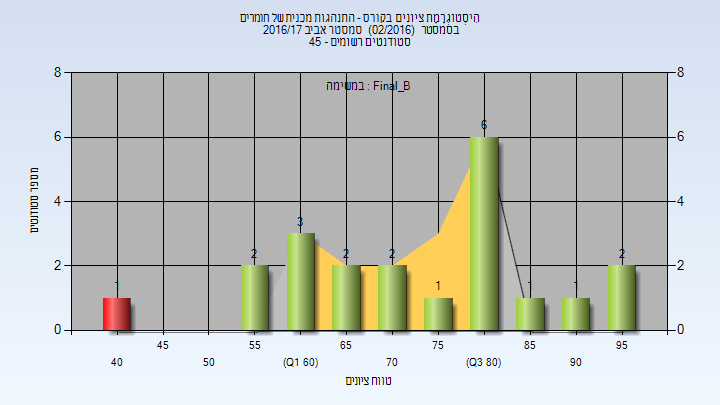 היסטוגרמת ציונים בקורס - התנהגות מכנית של חומרים
בסמסטר (02/2016) סמסטר אביב 2016/17
סטודנטים רשומים - 45
במשימה : Final_B
8 8
6 6
4 4
2 2
0 0
מספר סטודנטים
1 2 3 2 2 1 6 1 1 2
40 45 50 55 (Q1 60) 65 70 75 (Q3 80) 85 90 95
טווח ציונים